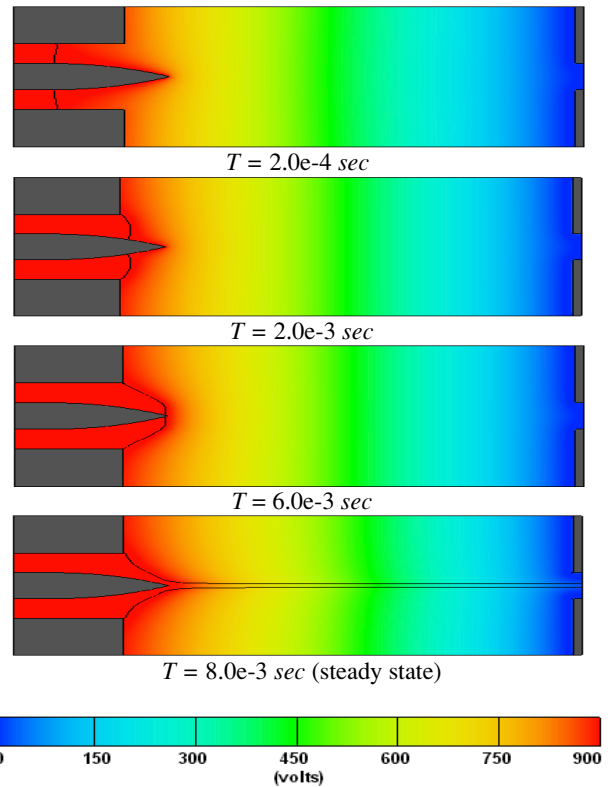 T = 2.0e-4 sec
T = 2.0e-3 sec
T = 6.0e-3 sec
T = 8.0e-3 sec (steady state)
0 150 300 450 600 750 900
(volts)